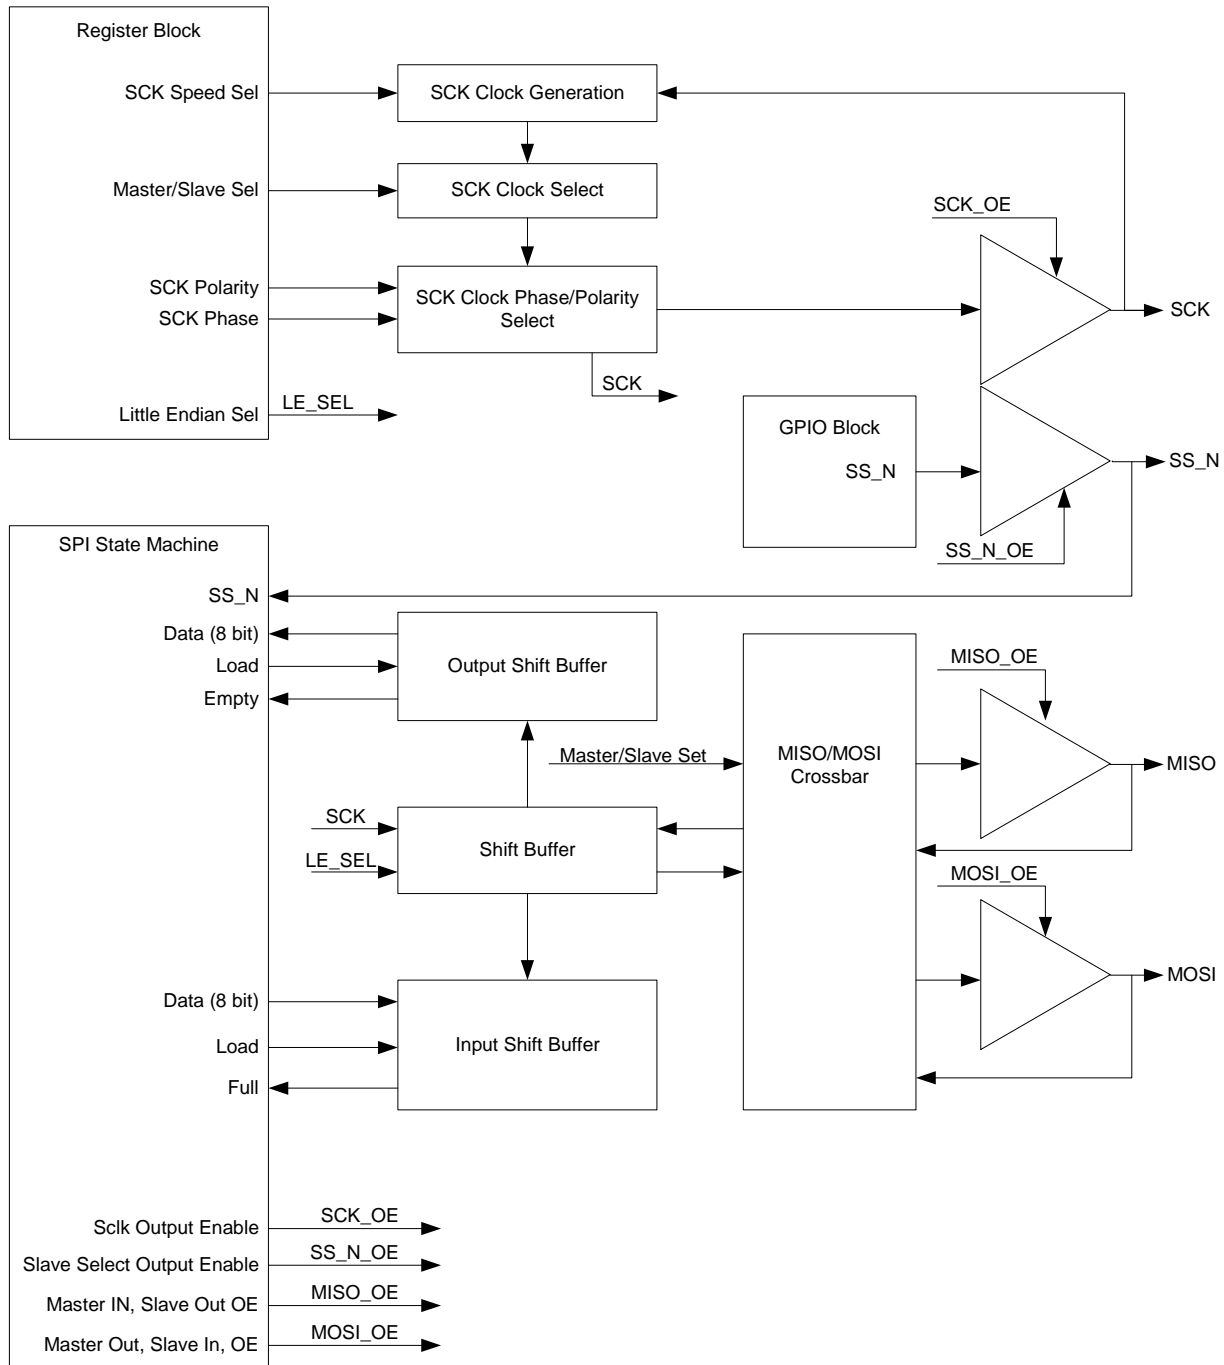 Register Block
SCK Speed Sel
SCK Clock Generation
Master/Slave Sel
SCK Clock Select
SCK_OE
SCK Polarity
SCK Phase
SCK Clock Phase/Polarity
Select
SCK
SCK
Little Endian Sel
LE_SEL
GPIO Block
SS_N
SS_N
SS_N_OE
SPI State Machine
SS_N
Data (8 bit)
Load
Empty
Output Shift Buffer
MISO_OE
Master/Slave Set
MISO/MOSI
Crossbar
MISO
SCK
LE_SEL
Shift Buffer
MOSI_OE
MOSI
Data (8 bit)
Load
Full
Input Shift Buffer
Sclk Output Enable
SCK_OE
Slave Select Output Enable
SS_N_OE
Master IN, Slave Out OE
MISO_OE
Master Out, Slave In, OE
MOSI_OE